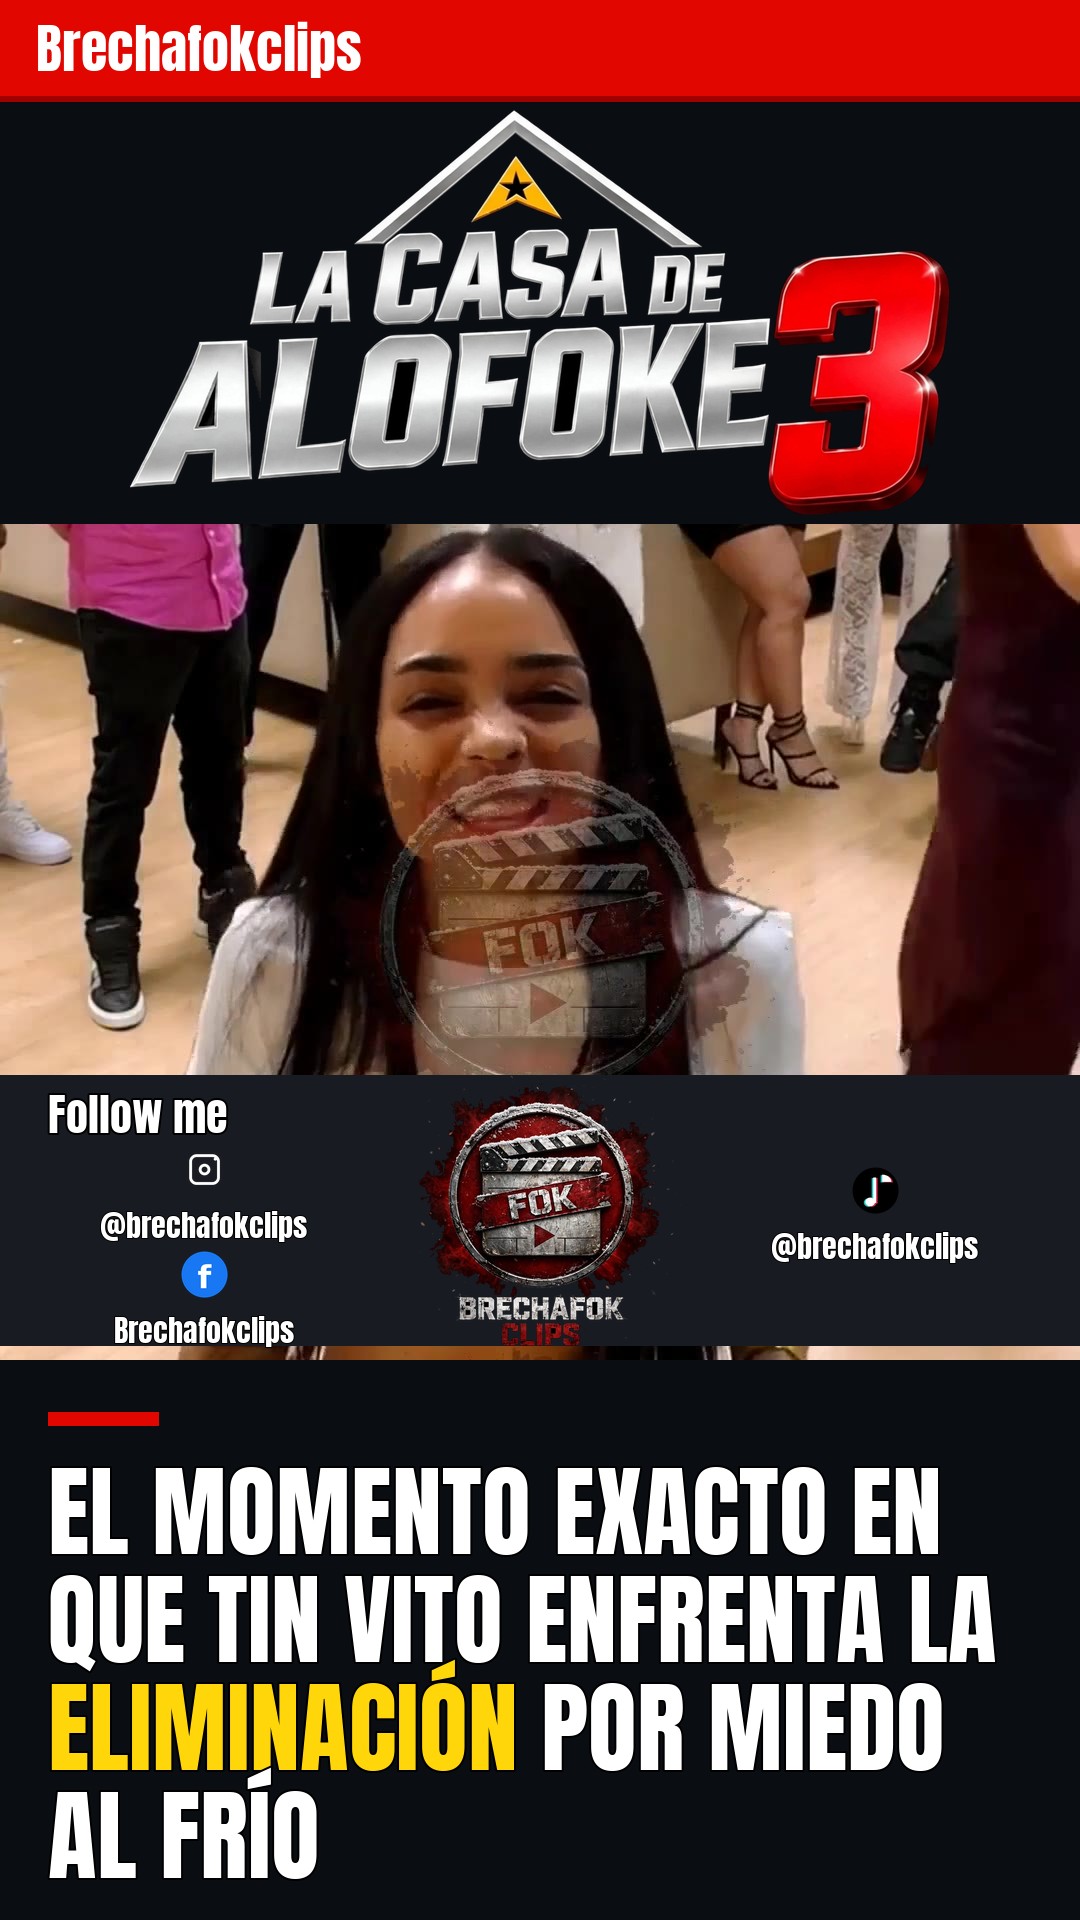 Brechafokclips
LA CASA DE
ALOFOKE 3
FOK
Follow me
@brechafokclips
Brechafokclips
FOK
BRECHAFOK
CLIPS
@brechafokclips
EL MOMENTO EXACTO EN
QUE TIN VITO ENFRENTA LA
ELIMINACIÓN POR MIEDO
AL FRÍO